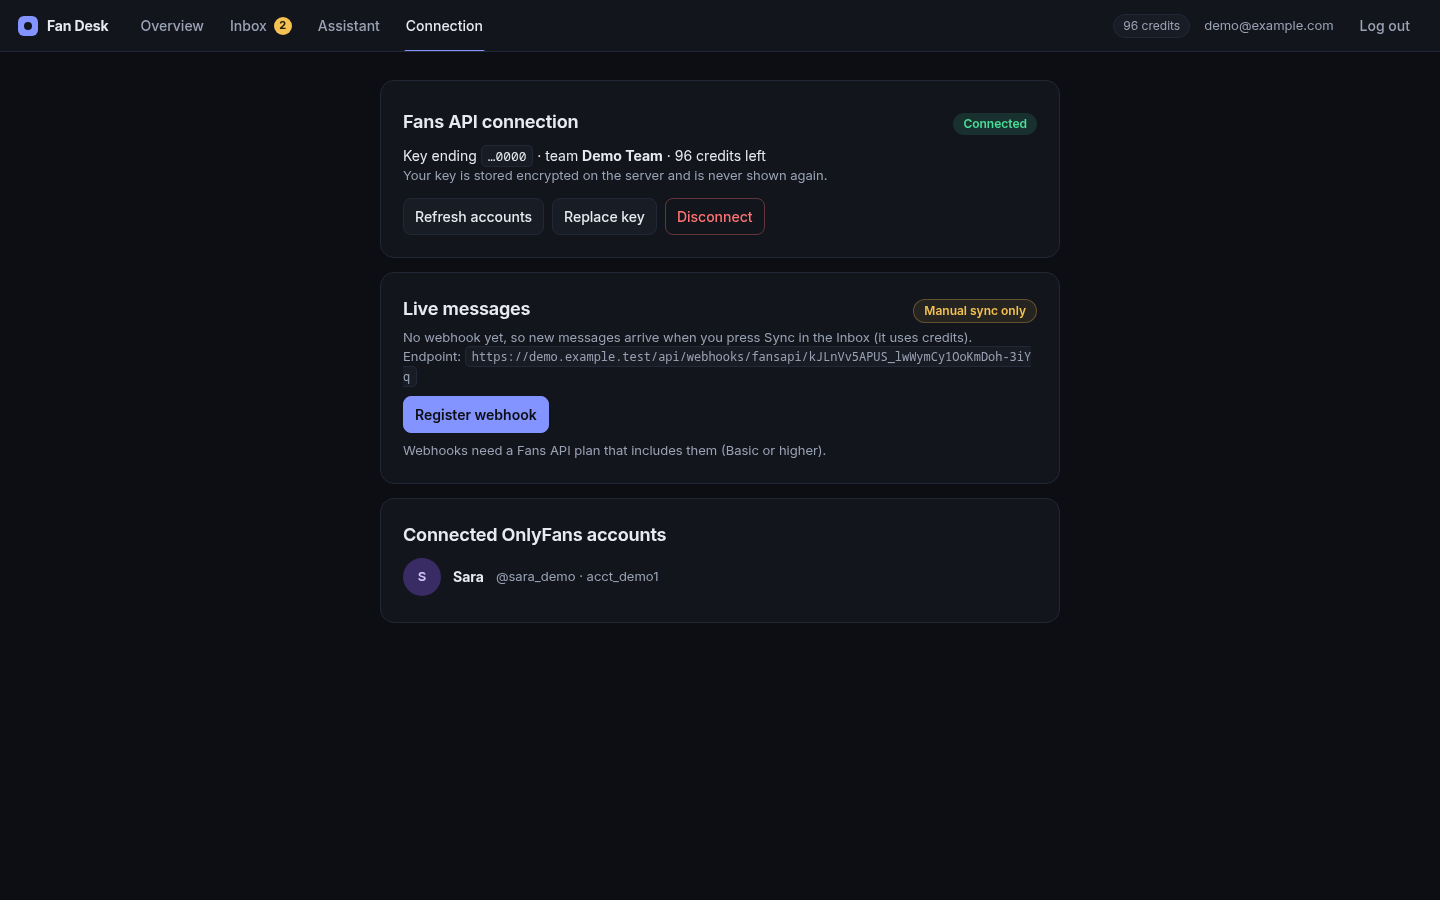 Fan Desk Overview Inbox 2 Assistant Connection 96 credits demo@example.com Log out
Fans API connection Connected
Key ending …0000 · team Demo Team · 96 credits left
Your key is stored encrypted on the server and is never shown again.
Refresh accounts Replace key Disconnect
Live messages Manual sync only
No webhook yet, so new messages arrive when you press Sync in the Inbox (it uses credits).
Endpoint: https://demo.example.test/api/webhooks/fansapi/kJLnVv5APUS_lwWymCy1OoKmDoh-3iY
q
Register webhook
Webhooks need a Fans API plan that includes them (Basic or higher).
Connected OnlyFans accounts
S Sara @sara_demo · acct_demo1